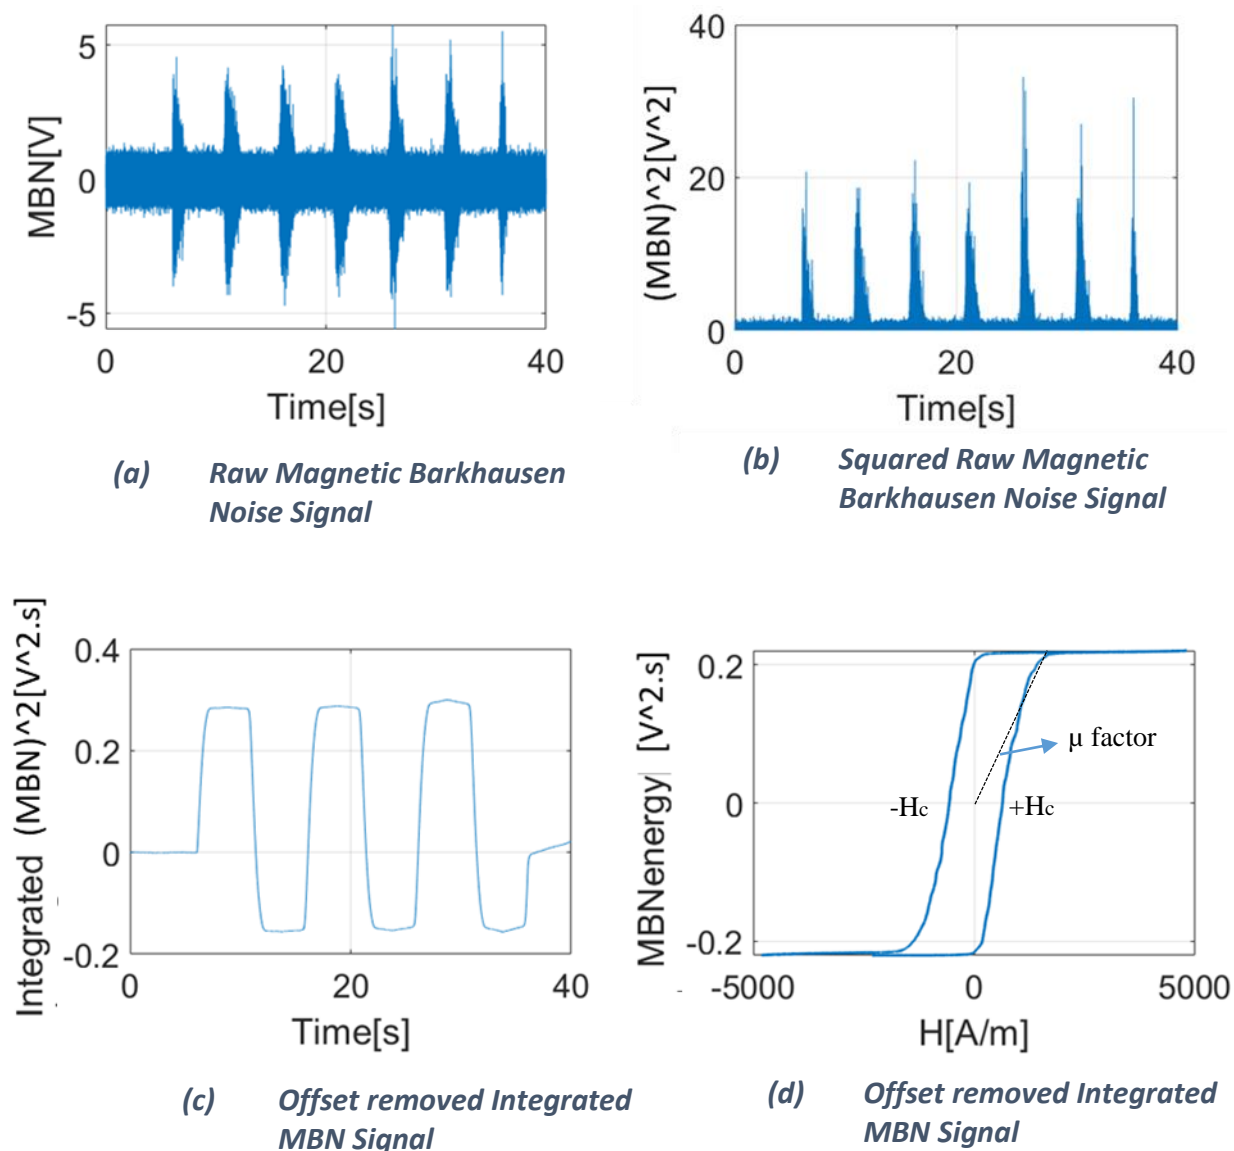 5
0
-5
MBN[V]
0
20
40
Time[s]
(a) Raw Magnetic Barkhausen
Noise Signal
40
20
0
(MBN)^2[V^2]
0
20
40
Time[s]
(b) Squared Raw Magnetic
Barkhausen Noise Signal
0.4
0.2
0
-0.2
Integrated (MBN)^2[V^2.s]
0
20
40
Time[s]
(c) Offset removed Integrated
MBN Signal
0.2
0
-0.2
MBNenergy [V^2.s]
µ factor
-Hc
+Hc
-5000
0
5000
H[A/m]
(d) Offset removed Integrated
MBN Signal